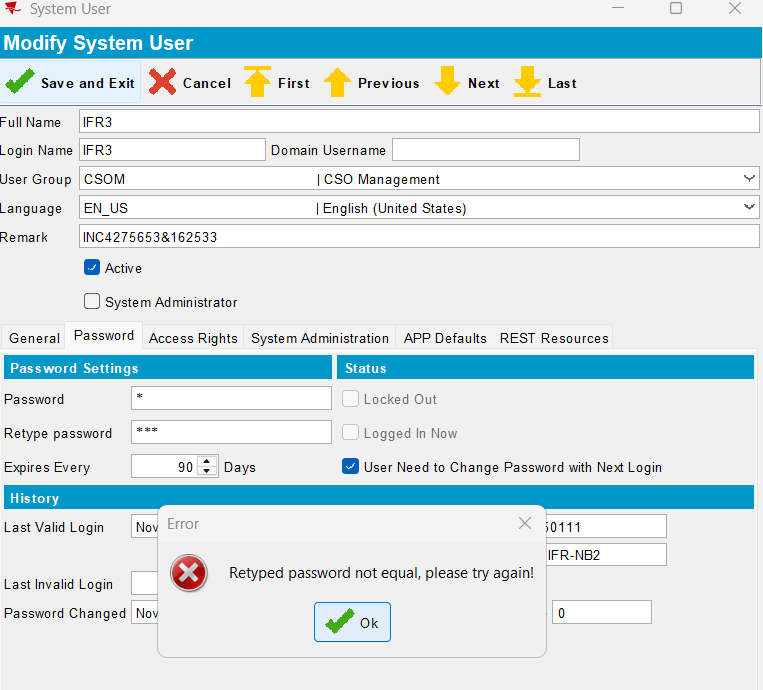 System User
Modify System User
Save and Exit Cancel First Previous Next Last
Full Name IFR3
Login Name IFR3 Domain Username
User Group CSOM | CSO Management
Language EN_US | English (United States)
Remark INC4275653&162533
Active
System Administrator
General Password Access Rights System Administration APP Defaults REST Resources
Password Settings Status
Password * Locked Out
Retype password *** Logged In Now
Expires Every 90 Days User Need to Change Password with Next Login
History
Error
Last Valid Login Nov 60111
Retyped password not equal, please try again!
IFR-NB2
Last Invalid Login
Password Changed Nov 0
Ok